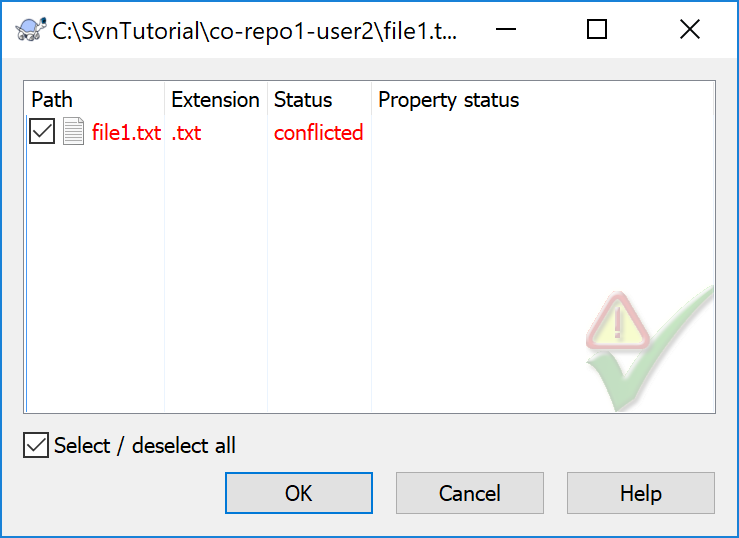 C:\SvnTutorial\co-repo1-user2\file1.t...
Path Extension Status Property status
file1.txt .txt conflicted
Select / deselect all
OK Cancel Help